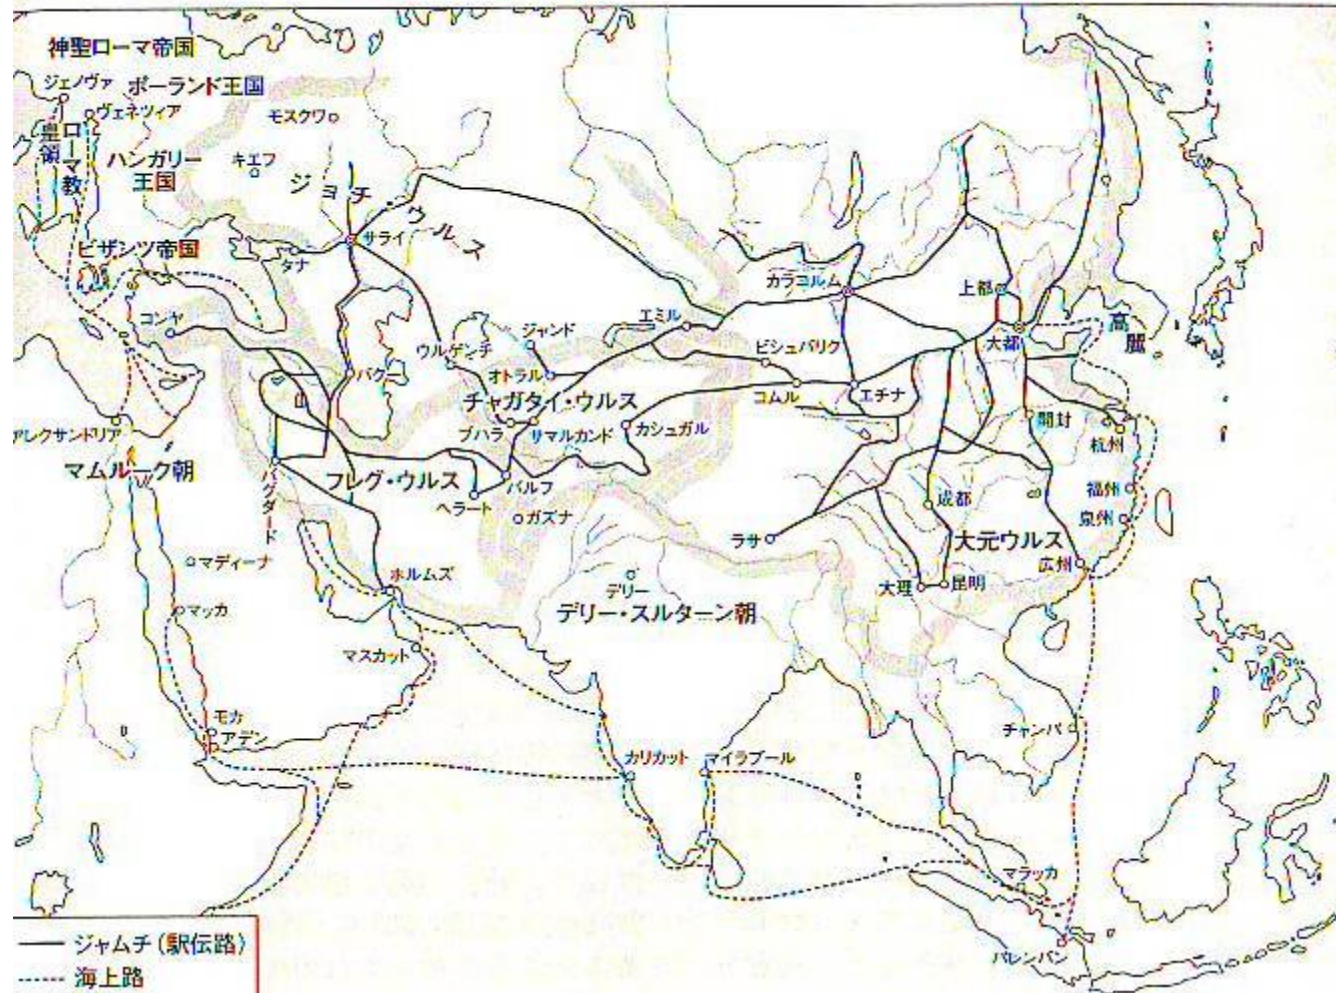 神聖ローマ帝国
ジェノヴァ
ポーランド王国
ヴェネツィア
モスクワ
ローマ教
皇領
ハンガリー
王国
キエフ
ジョチ・ウルス
ビザンツ帝国
タナ
サライ
カラコルム
上都
コンヤ
エミル
高麗
ジャンド
大都
ウルゲンチ
ビシュバリク
バク
オトラル
コムル
エチナ
チャガタイ・ウルス
アレクサンドリア
ブハラ
サマルカンド
カシュガル
開封
杭州
マムルーク朝
フレグ・ウルス
バルフ
バグダード
ヘラート
ガズナ
成都
福州
泉州
ラサ
大元ウルス
マディーナ
ホルムズ
広州
デリー
大理
昆明
マッカ
デリー・スルターン朝
マスカット
モカ
アデン
チャンパ
カリカット
マイラプール
マラッカ
パレンバン
ジャムチ(駅伝路)
海上路